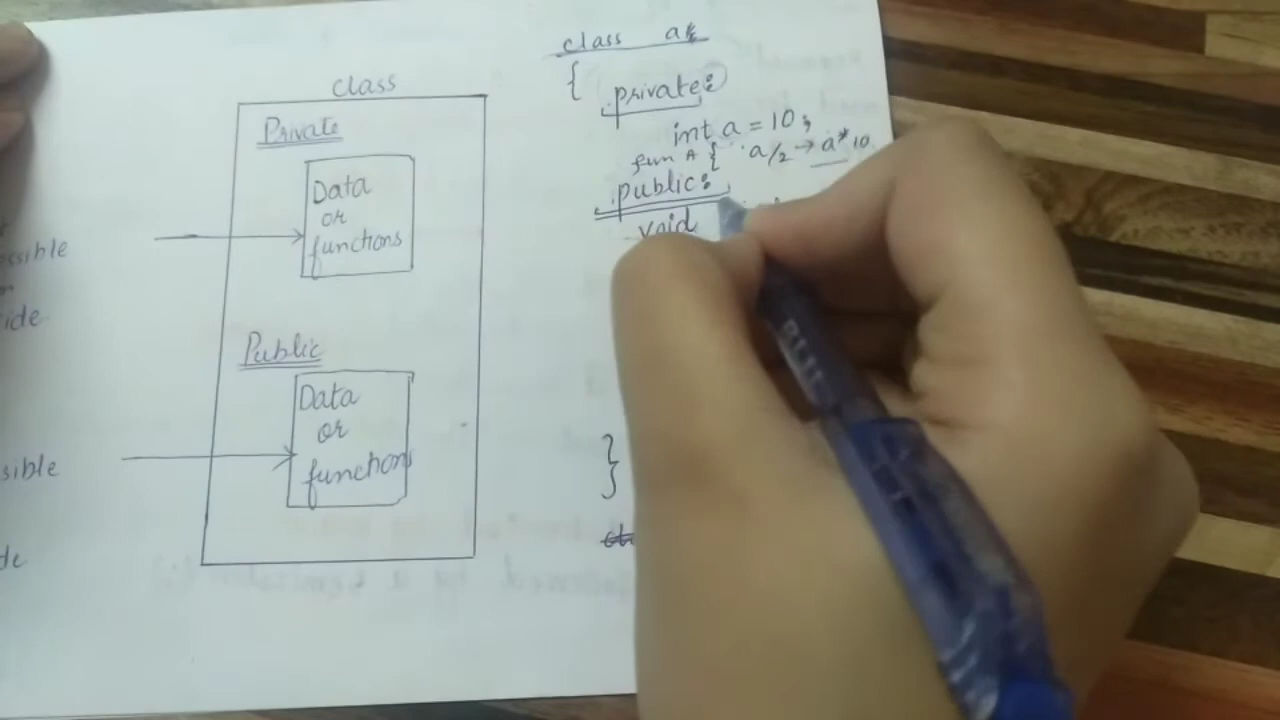 class
Private
Data
or
functions
Public
Data
or
functions
ssible
ide
sible
de
class a
{
private:
int a = 10;
fun A { a/2 → a*10
public:
void
}